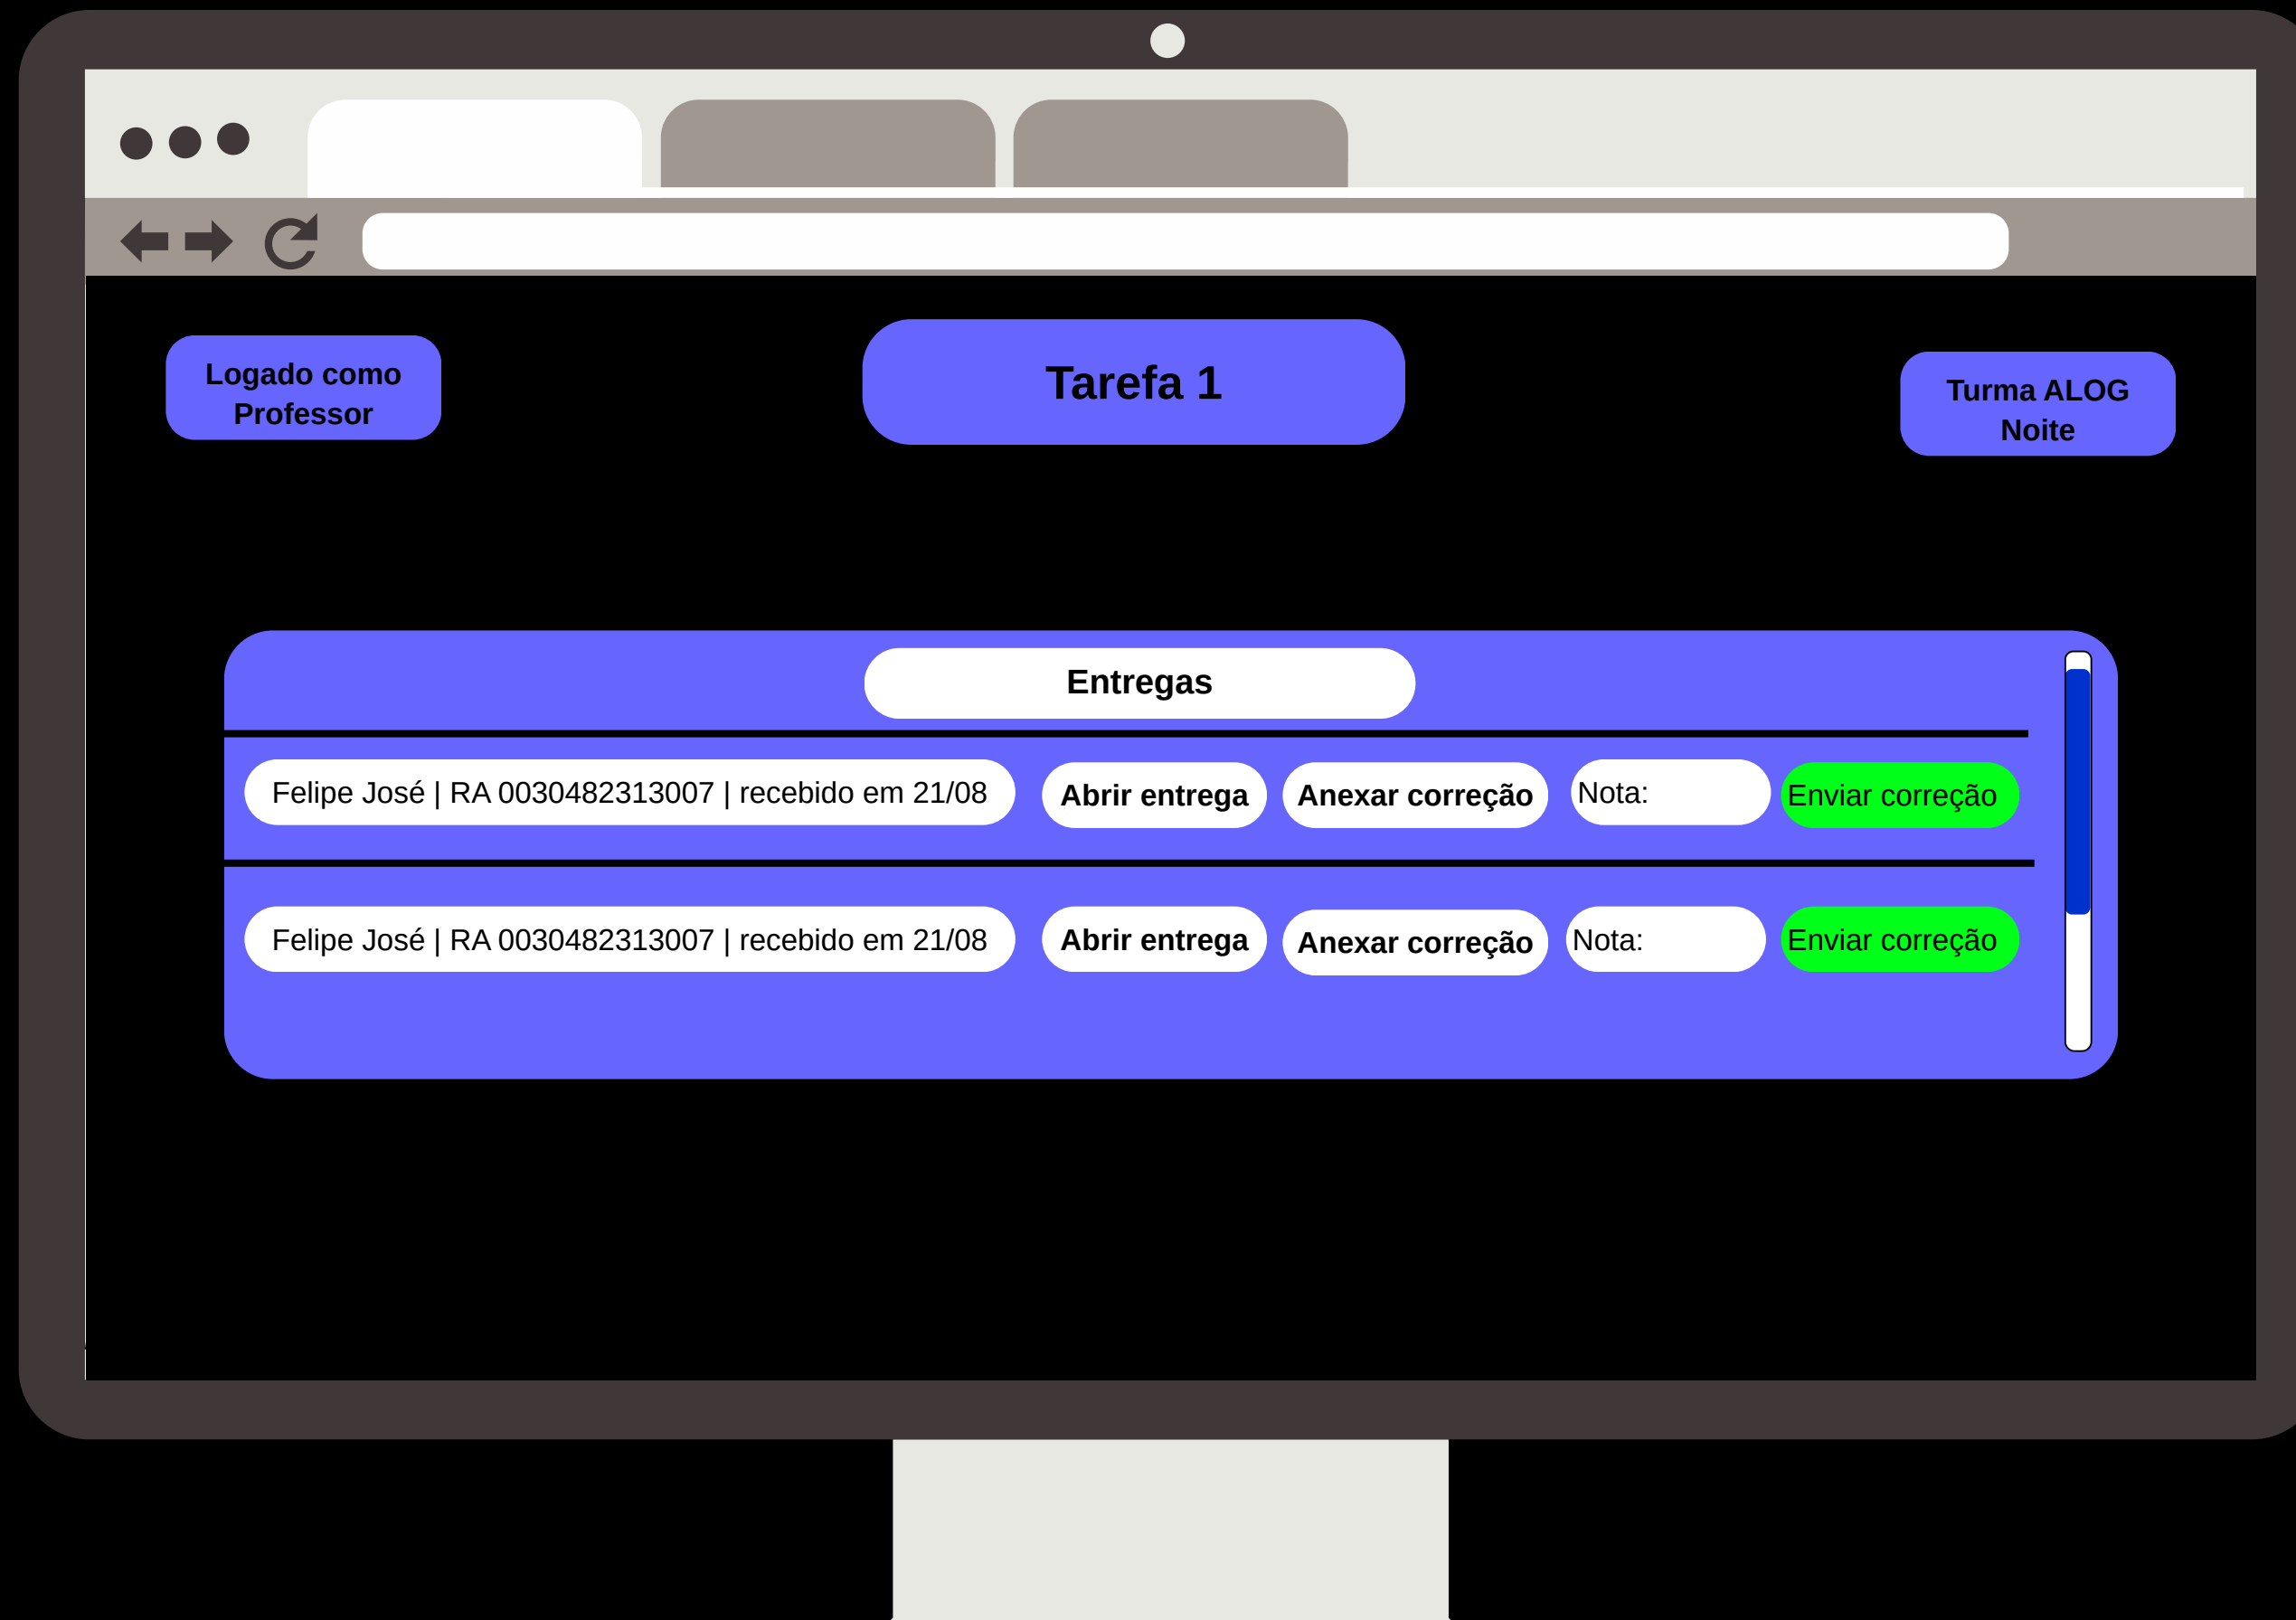 Logado como
Professor
Tarefa 1
Turma ALOG
Noite
Entregas
Felipe José | RA 0030482313007 | recebido em 21/08
Abrir entrega
Anexar correção
Nota:
Enviar correção
Felipe José | RA 0030482313007 | recebido em 21/08
Abrir entrega
Anexar correção
Nota:
Enviar correção